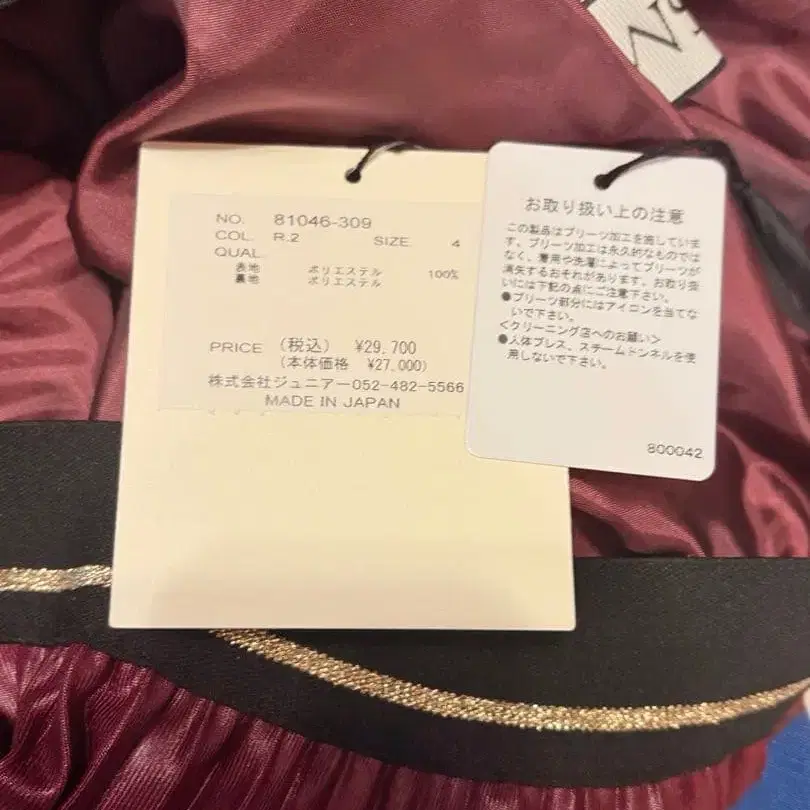 NO. 81046-309
COL. R.2 SIZE. 4
QUAL.
表地 ポリエステル 100%
裏地 ポリエステル
PRICE (税込) ¥29,700
(本体価格 ¥27,000)
株式会社ジュニアー052-482-5566
MADE IN JAPAN
お取り扱い上の注意
この製品はプリーツ加工を施していま
す。プリーツ加工は永久的なものでは
なく、着用や洗濯によってプリーツが
消失するおそれがあります。お取り扱
いには下記の点にご注意下さい。
●プリーツ部分にはアイロンを当てな
いで下さい。
<クリーニング店へのお願い>
●人体プレス、スチームトンネルを使
用しないで下さい。
800042